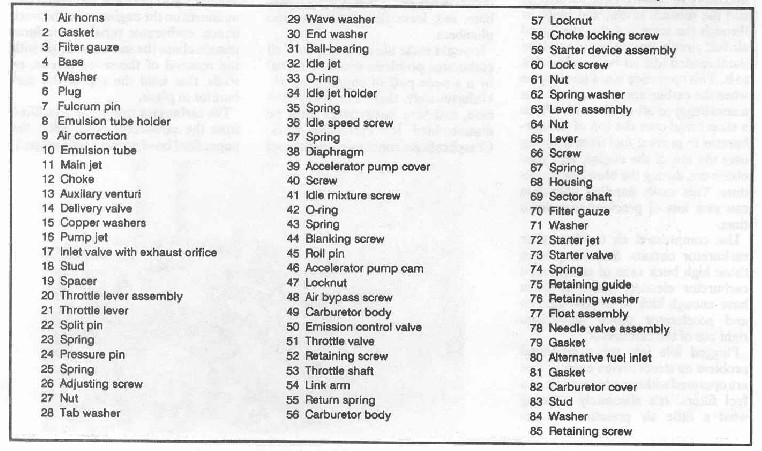 1 Air horns
2 Gasket
3 Filter gauze
4 Base
5 Washer
6 Plug
7 Fulcrum pin
8 Emulsion tube holder
9 Air correction
10 Emulsion tube
11 Main jet
12 Choke
13 Auxilary venturi
14 Delivery valve
15 Copper washers
16 Pump jet
17 Inlet valve with exhaust orifice
18 Stud
19 Spacer
20 Throttle lever assembly
21 Throttle lever
22 Split pin
23 Spring
24 Pressure pin
25 Spring
26 Adjusting screw
27 Nut
28 Tab washer
29 Wave washer
30 End washer
31 Ball-bearing
32 Idle jet
33 O-ring
34 Idle jet holder
35 Spring
36 Idle speed screw
37 Spring
38 Diaphragm
39 Accelerator pump cover
40 Screw
41 Idle mixture screw
42 O-ring
43 Spring
44 Blanking screw
45 Roll pin
46 Accelerator pump cam
47 Locknut
48 Air bypass screw
49 Carburetor body
50 Emission control valve
51 Throttle valve
52 Retaining screw
53 Throttle shaft
54 Link arm
55 Return spring
56 Carburetor body
57 Locknut
58 Choke locking screw
59 Starter device assembly
60 Lock screw
61 Nut
62 Spring washer
63 Lever assembly
64 Nut
65 Lever
66 Screw
67 Spring
68 Housing
69 Sector shaft
70 Filter gauze
71 Washer
72 Starter jet
73 Starter valve
74 Spring
75 Retaining guide
76 Retaining washer
77 Float assembly
78 Needle valve assembly
79 Gasket
80 Alternative fuel inlet
81 Gasket
82 Carburetor cover
83 Stud
84 Washer
85 Retaining screw